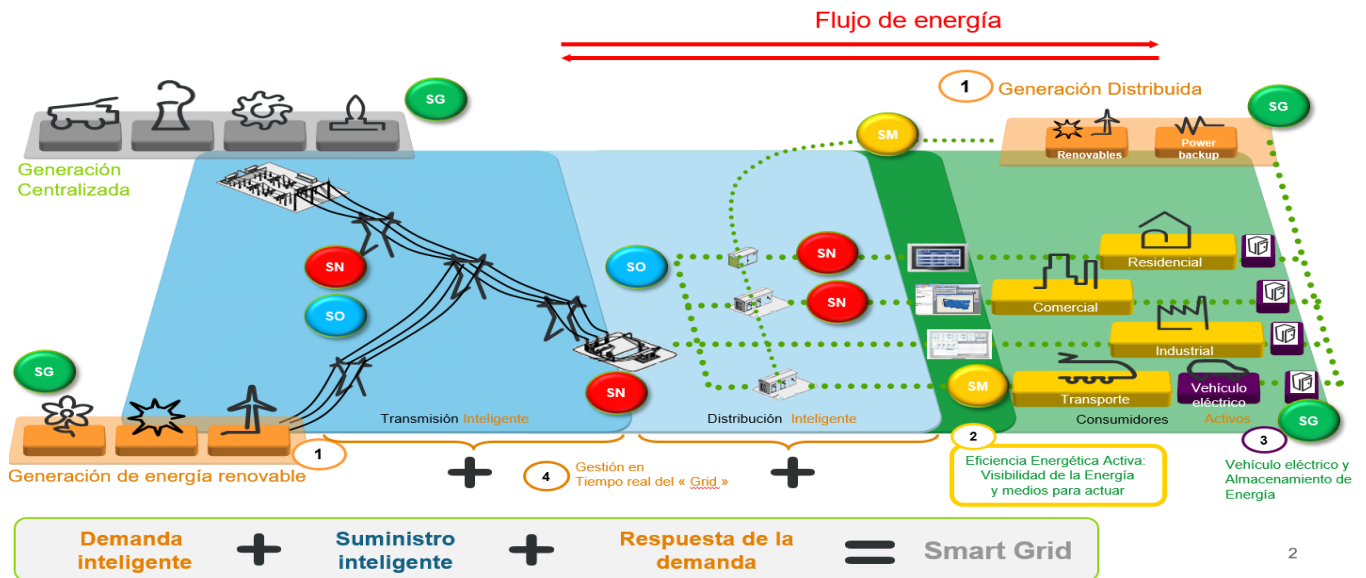 Flujo de energía
SG
1
Generación Distribuida
SG
SM
Renovables
Power
backup
Generación
Centralizada
SN
SO
SO
SN
SN
Residencial
Comercial
Industrial
SG
SN
SM
Transporte
Vehículo
eléctrico
Transmisión Inteligente
Distribución Inteligente
Consumidores Activos
SG
Generación de energía renovable
1
4
Gestión en
Tiempo real del « Grid »
2
Eficiencia Energética Activa:
Visibilidad de la Energía
y medios para actuar
3
Vehículo eléctrico y
Almacenamiento de
Energía
Demanda
inteligente
+
Suministro
inteligente
+
Respuesta de la
demanda
=
Smart Grid
2